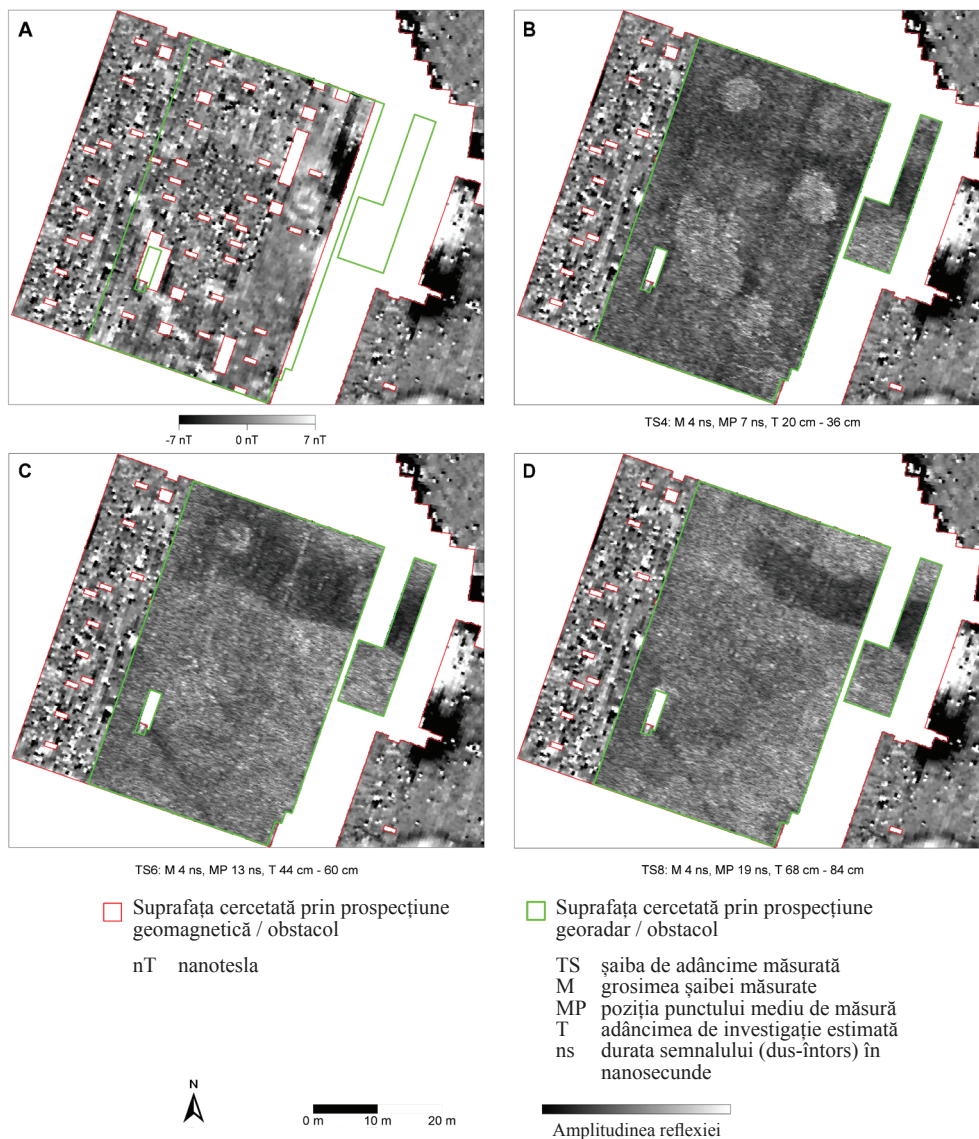 A
B
-7 nT 0 nT 7 nT
TS4: M 4 ns, MP 7 ns, T 20 cm - 36 cm
C
D
TS6: M 4 ns, MP 13 ns, T 44 cm - 60 cm
TS8: M 4 ns, MP 19 ns, T 68 cm - 84 cm
Suprafața cercetată prin prospecțiune
geomagnetică / obstacol
nT nanotesla
Suprafața cercetată prin prospecțiune
georadar / obstacol
TS șaiba de adâncime măsurată
M grosimea șaibei măsurate
MP poziția punctului mediu de măsură
T adâncimea de investigație estimată
ns durata semnalului (dus-întors) în
nanosecunde
N
0 m 10 m 20 m
Amplitudinea reflexiei